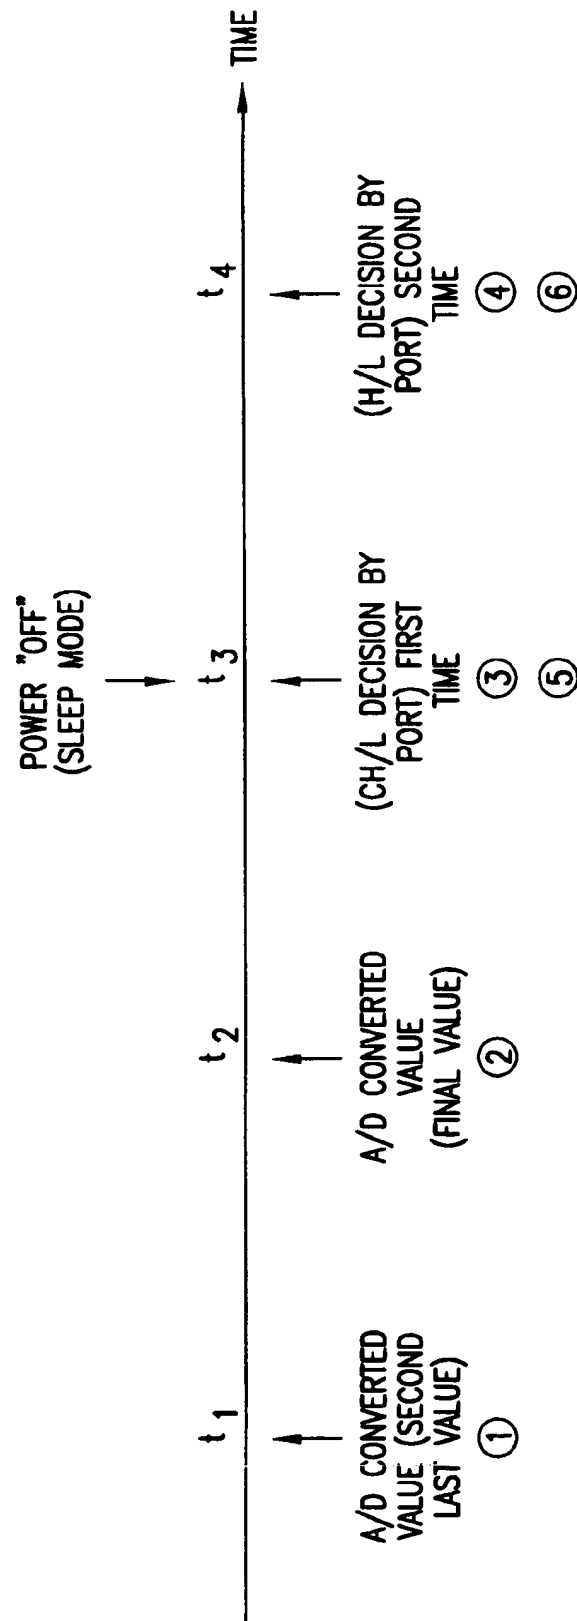 POWER "OFF"
(SLEEP MODE)
t1
t2
t3
t4
TIME
A/D CONVERTED
VALUE (SECOND
LAST VALUE)
①
A/D CONVERTED
VALUE
(FINAL VALUE)
②
(CH/L DECISION BY
PORT) FIRST
TIME
③
⑤
(H/L DECISION BY
PORT) SECOND
TIME
④
⑥